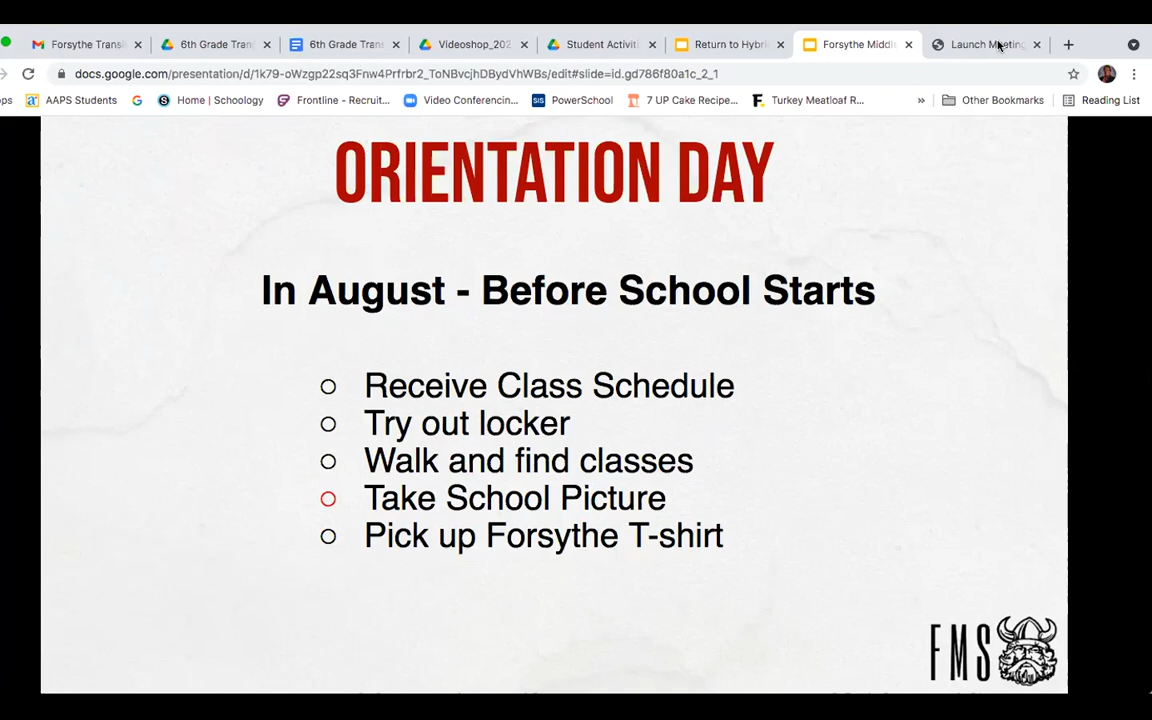 Forsythe Transi
6th Grade Tran
6th Grade Trans
Videoshop_202
Student Activiti
Return to Hybri
Forsythe Middl
Launch Meeting
docs.google.com/presentation/d/1k79-oWzgp22sq3Fnw4Prfrbr2_ToNBvcjhDBydVhWBs/edit#slide=id.gd786f80a1c_2_1
ps
AAPS Students
Home | Schoology
Frontline - Recruit...
Video Conferencin...
SIS PowerSchool
7 UP Cake Recipe...
Turkey Meatloaf R...
»
Other Bookmarks
Reading List
ORIENTATION DAY
In August - Before School Starts
Receive Class Schedule
Try out locker
Walk and find classes
Take School Picture
Pick up Forsythe T-shirt
FMS